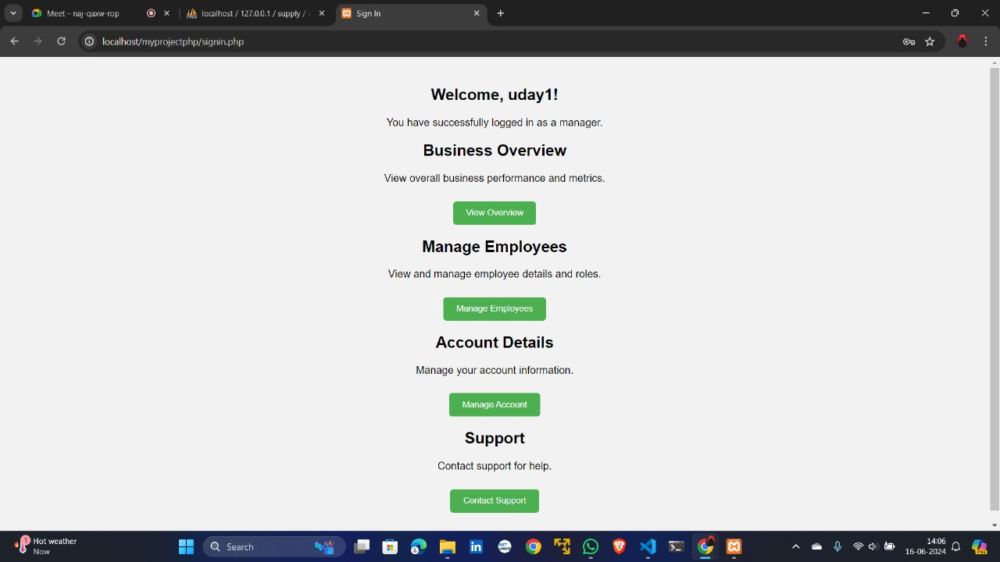 Meet – naj-qaxw-rop
localhost / 127.0.0.1 / supply /
Sign In
localhost/myprojectphp/signin.php
Welcome, uday1!
You have successfully logged in as a manager.
Business Overview
View overall business performance and metrics.
View Overview
Manage Employees
View and manage employee details and roles.
Manage Employees
Account Details
Manage your account information.
Manage Account
Support
Contact support for help.
Contact Support
1
Hot weather
Now
Search
14:06
16-06-2024
PRE